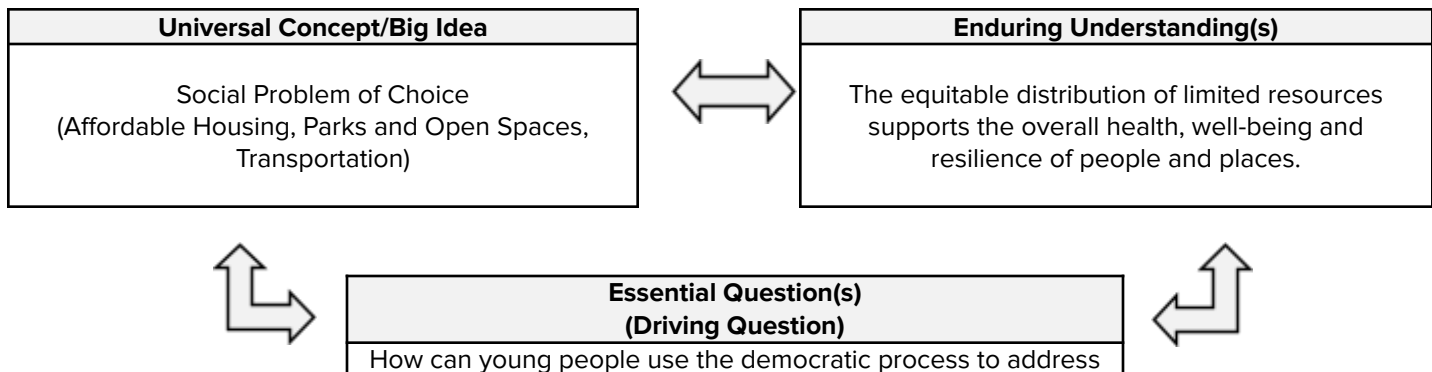 Universal Concept/Big Idea
Social Problem of Choice
(Affordable Housing, Parks and Open Spaces,
Transportation)
Enduring Understanding(s)
The equitable distribution of limited resources
supports the overall health, well-being and
resilience of people and places.
Essential Question(s)
(Driving Question)
How can young people use the democratic process to address